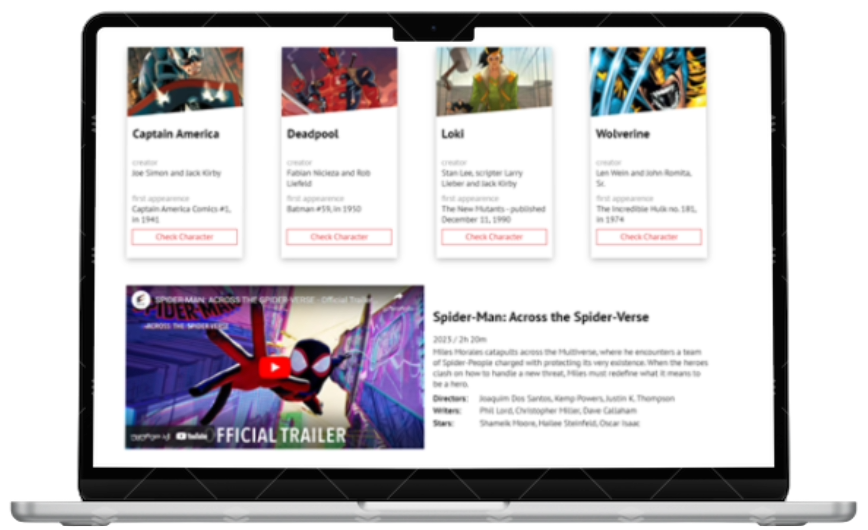 Captain America
creator
Joe Simon and Jack Kirby
first appearence
Captain America Comics #1,
in 1941
Check Character
Deadpool
creator
Fabian Nicieza and Rob
Liefeld
first appearence
Batman #59, in 1950
Check Character
Loki
creator
Stan Lee, scripter Larry
Lieber and Jack Kirby
first appearence
The New Mutants - published
December 11, 1990
Check Character
Wolverine
creator
Len Wein and John Romita,
Sr.
first appearence
The Incredible Hulk no. 181,
in 1974
Check Character
SPIDER-MAN: ACROSS THE SPIDER-VERSE - Official Trailer
SPIDER-MAN
ACROSS THE SPIDER-VERSE
YouTube
FFICIAL TRAILER
Spider-Man: Across the Spider-Verse
2023 / 2h 20m
Miles Morales catapults across the Multiverse, where he encounters a team
of Spider-People charged with protecting its very existence. When the heroes
clash on how to handle a new threat, Miles must redefine what it means to
be a hero.
Directors: Joaquim Dos Santos, Kemp Powers, Justin K. Thompson
Writers: Phil Lord, Christopher Miller, Dave Callaham
Stars: Shameik Moore, Hailee Steinfeld, Oscar Isaac